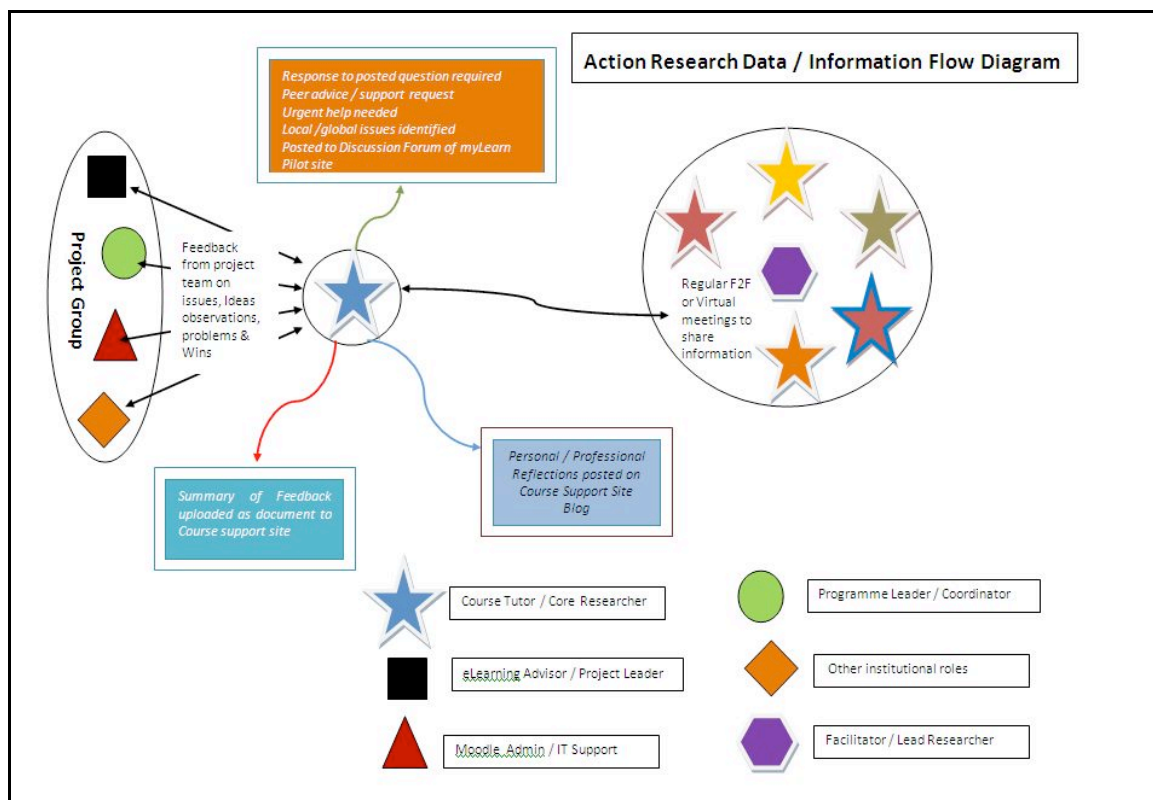 Action Research Data / Information Flow Diagram
Response to posted question required
Peer advice / support request
Urgent help needed
Local /global issues identified
Posted to Discussion Forum of myLearn
Pilot site
Project Group
Feedback
from project
team on
issues, Ideas
observations,
problems &
Wins
Regular F2F
or Virtual
meetings to
share
information
Summary of Feedback
uploaded as document to
Course support site
Personal / Professional
Reflections posted on
Course Support Site
Blog
Course Tutor / Core Researcher
Programme Leader / Coordinator
eLearning Advisor / Project Leader
Other institutional roles
Moodle Admin / IT Support
Facilitator / Lead Researcher